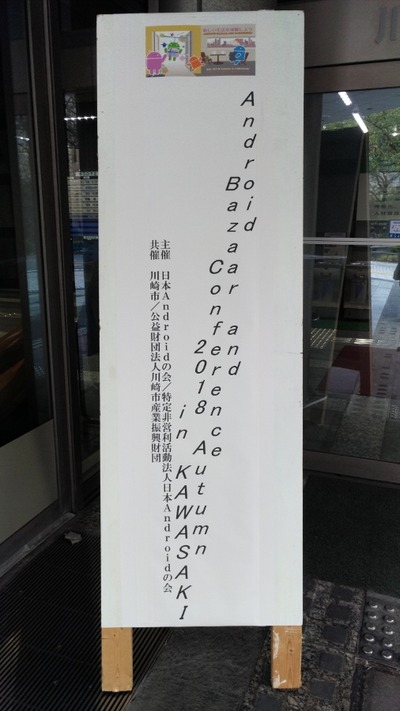 Android
Bazaar and
Conference
2018 Autumn
in KAWASAKI
主催 日本Androidの会／特定非営利活動法人日本Androidの会
共催 川崎市／公益財団法人川崎市産業振興財団
川